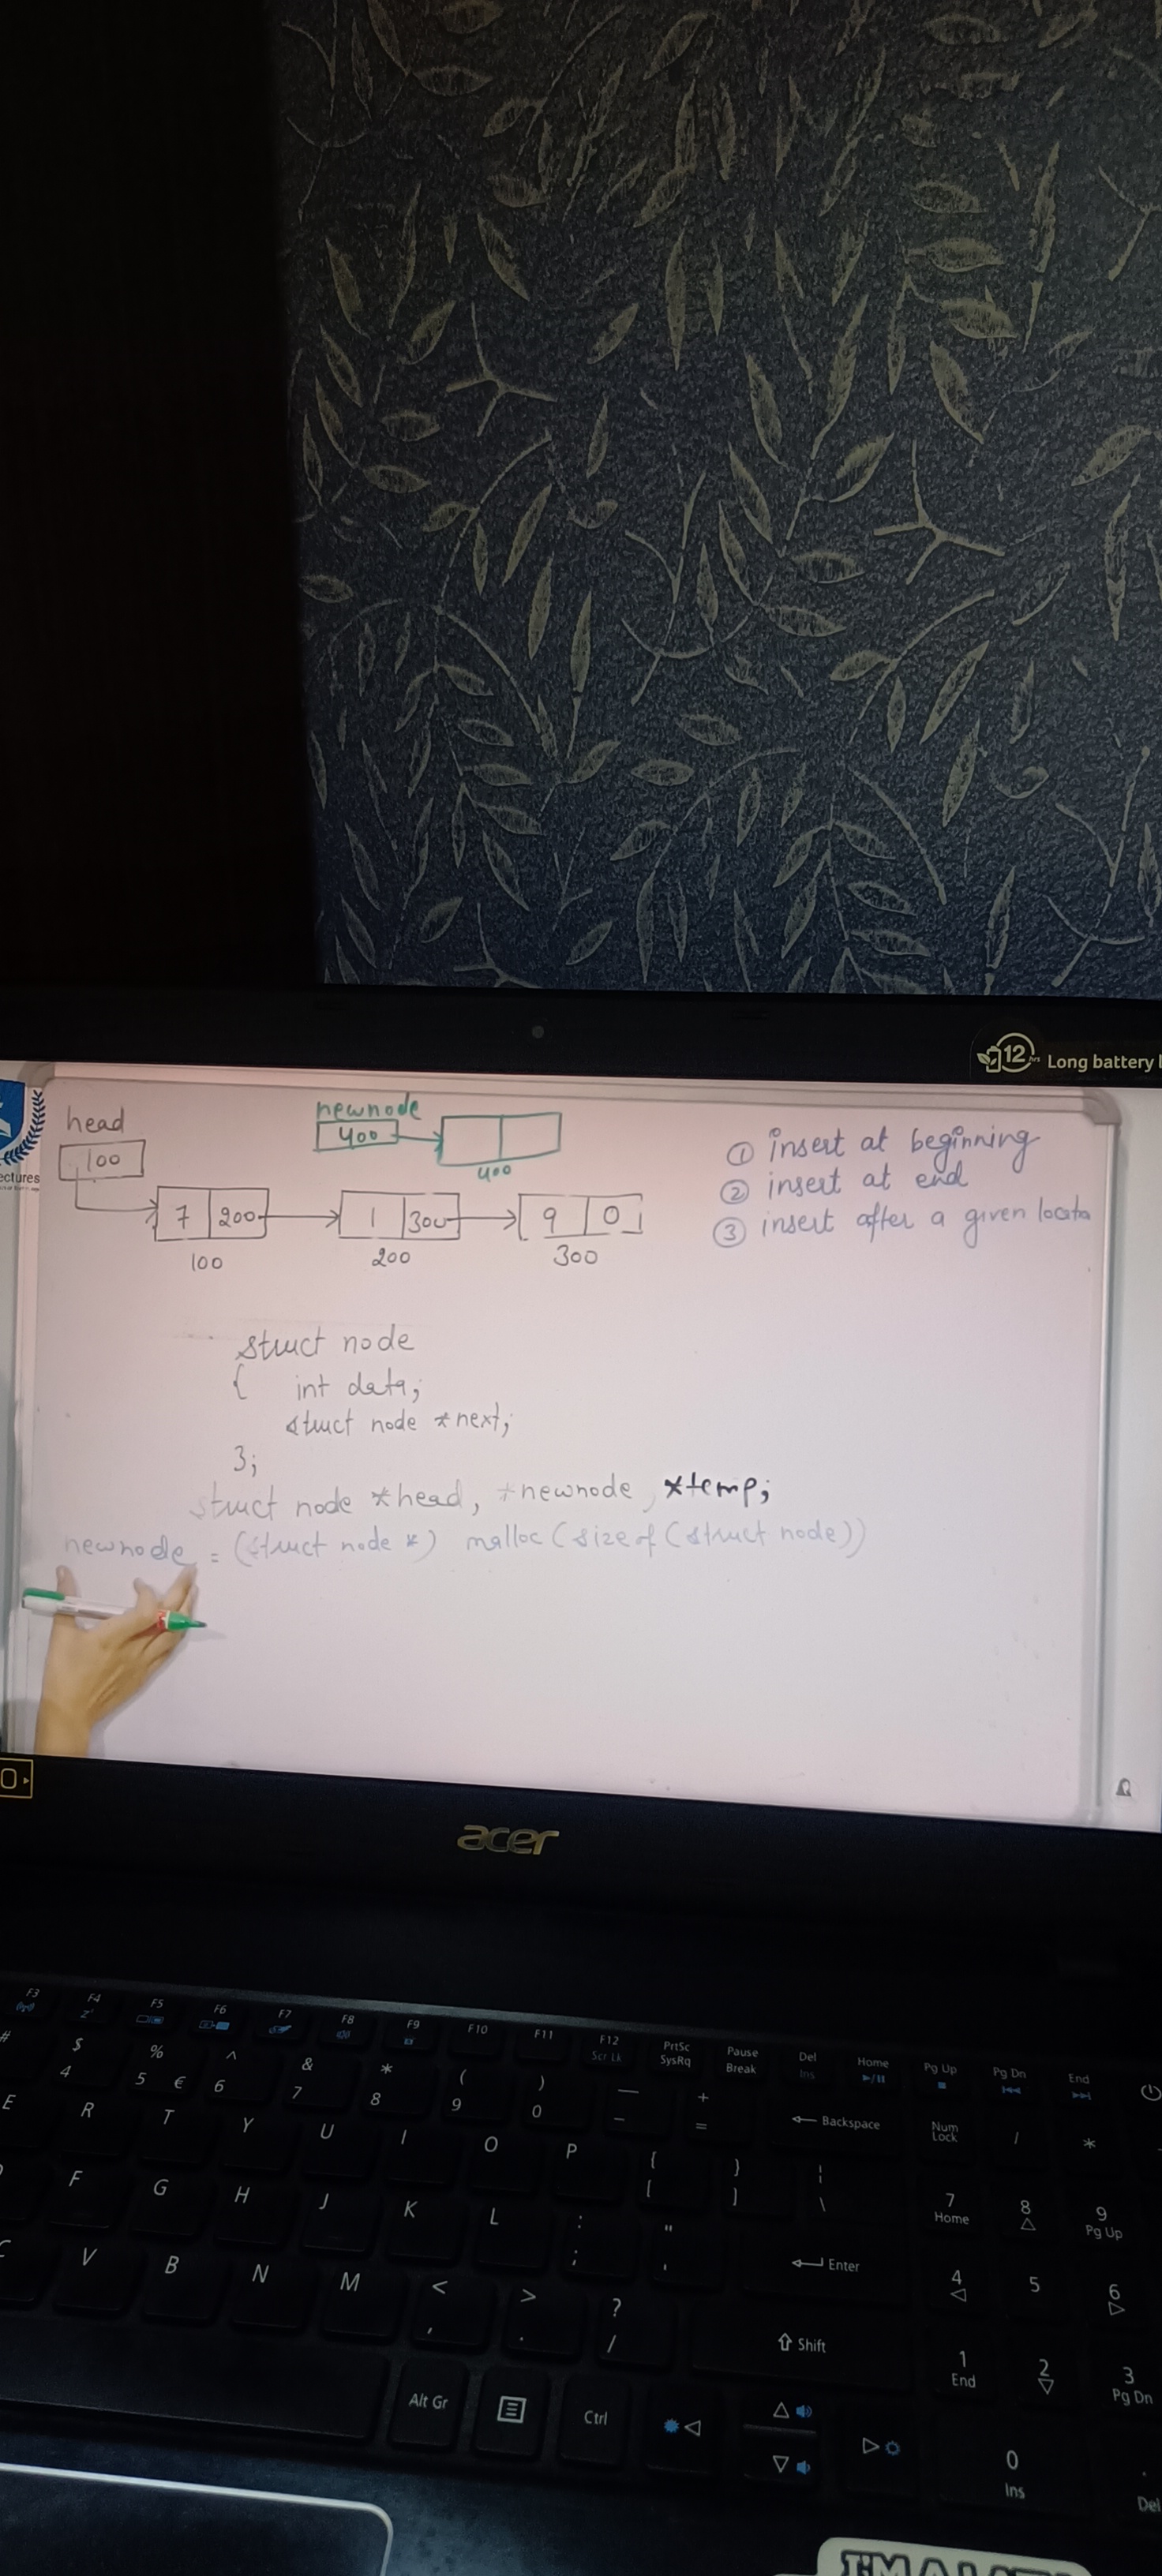 12 hrs Long battery
head
100
newnode
400
400
ectures
7 200
1 300
9 0
100
200
300
① insert at beginning
② insert at end
③ insert after a given locatio
struct node
{ int data;
struct node *next;
};
struct node *head, *newnode, *temp;
newnode = (struct node *) malloc(sizeof(struct node))
acer
F3 F4 F5 F6 F7 F8 F9 F10 F11 F12 PrtSc Pause Del Home Pg Up Pg Dn End
Scr Lk SysRq Break Ins
# $ % ^ & * ( ) — +
4 5 € 6 7 8 9 0 - = Backspace Num Lock / *
E R T Y U I O P { } ¦
[ ] \ 7 Home 8 9 Pg Up
F G H J K L : "
; ' Enter 4 5 6
C V B N M < > ?
, . / Shift 1 End 2 3 Pg Dn
Alt Gr Ctrl 0 Ins . Del